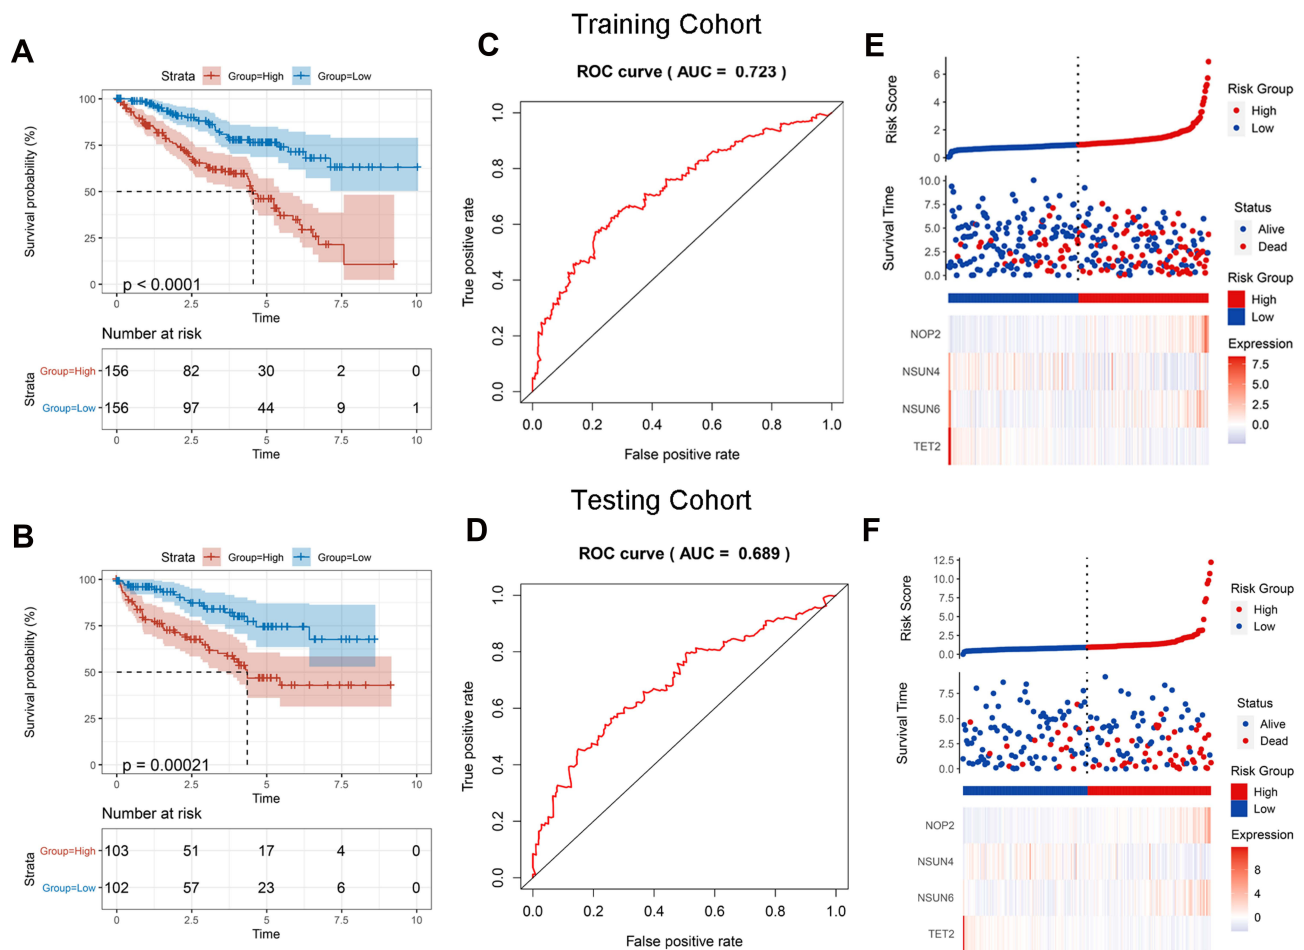 Training Cohort
A
Strata Group=High Group=Low
Survival probability (%)
100
75
50
25
0
p < 0.0001
0 2.5 5 7.5 10
Time
Number at risk
Strata
Group=High 156 82 30 2 0
Group=Low 156 97 44 9 1
0 2.5 5 7.5 10
Time
C
ROC curve ( AUC = 0.723 )
True positive rate
1.0
0.8
0.6
0.4
0.2
0.0
0.0 0.2 0.4 0.6 0.8 1.0
False positive rate
E
Risk Score
6
4
2
0
Risk Group
High
Low
Survival Time
10.0
7.5
5.0
2.5
0.0
Status
Alive
Dead
Risk Group
High
Low
NOP2
NSUN4
NSUN6
TET2
Expression
7.5
5.0
2.5
0.0
Testing Cohort
B
Strata Group=High Group=Low
Survival probability (%)
100
75
50
25
0
p = 0.00021
0 2.5 5 7.5 10
Time
Number at risk
Strata
Group=High 103 51 17 4 0
Group=Low 102 57 23 6 0
0 2.5 5 7.5 10
Time
D
ROC curve ( AUC = 0.689 )
True positive rate
1.0
0.8
0.6
0.4
0.2
0.0
0.0 0.2 0.4 0.6 0.8 1.0
False positive rate
F
Risk Score
12.5
10.0
7.5
5.0
2.5
0.0
Risk Group
High
Low
Survival Time
7.5
5.0
2.5
0.0
Status
Alive
Dead
Risk Group
High
Low
NOP2
NSUN4
NSUN6
TET2
Expression
8
4
0